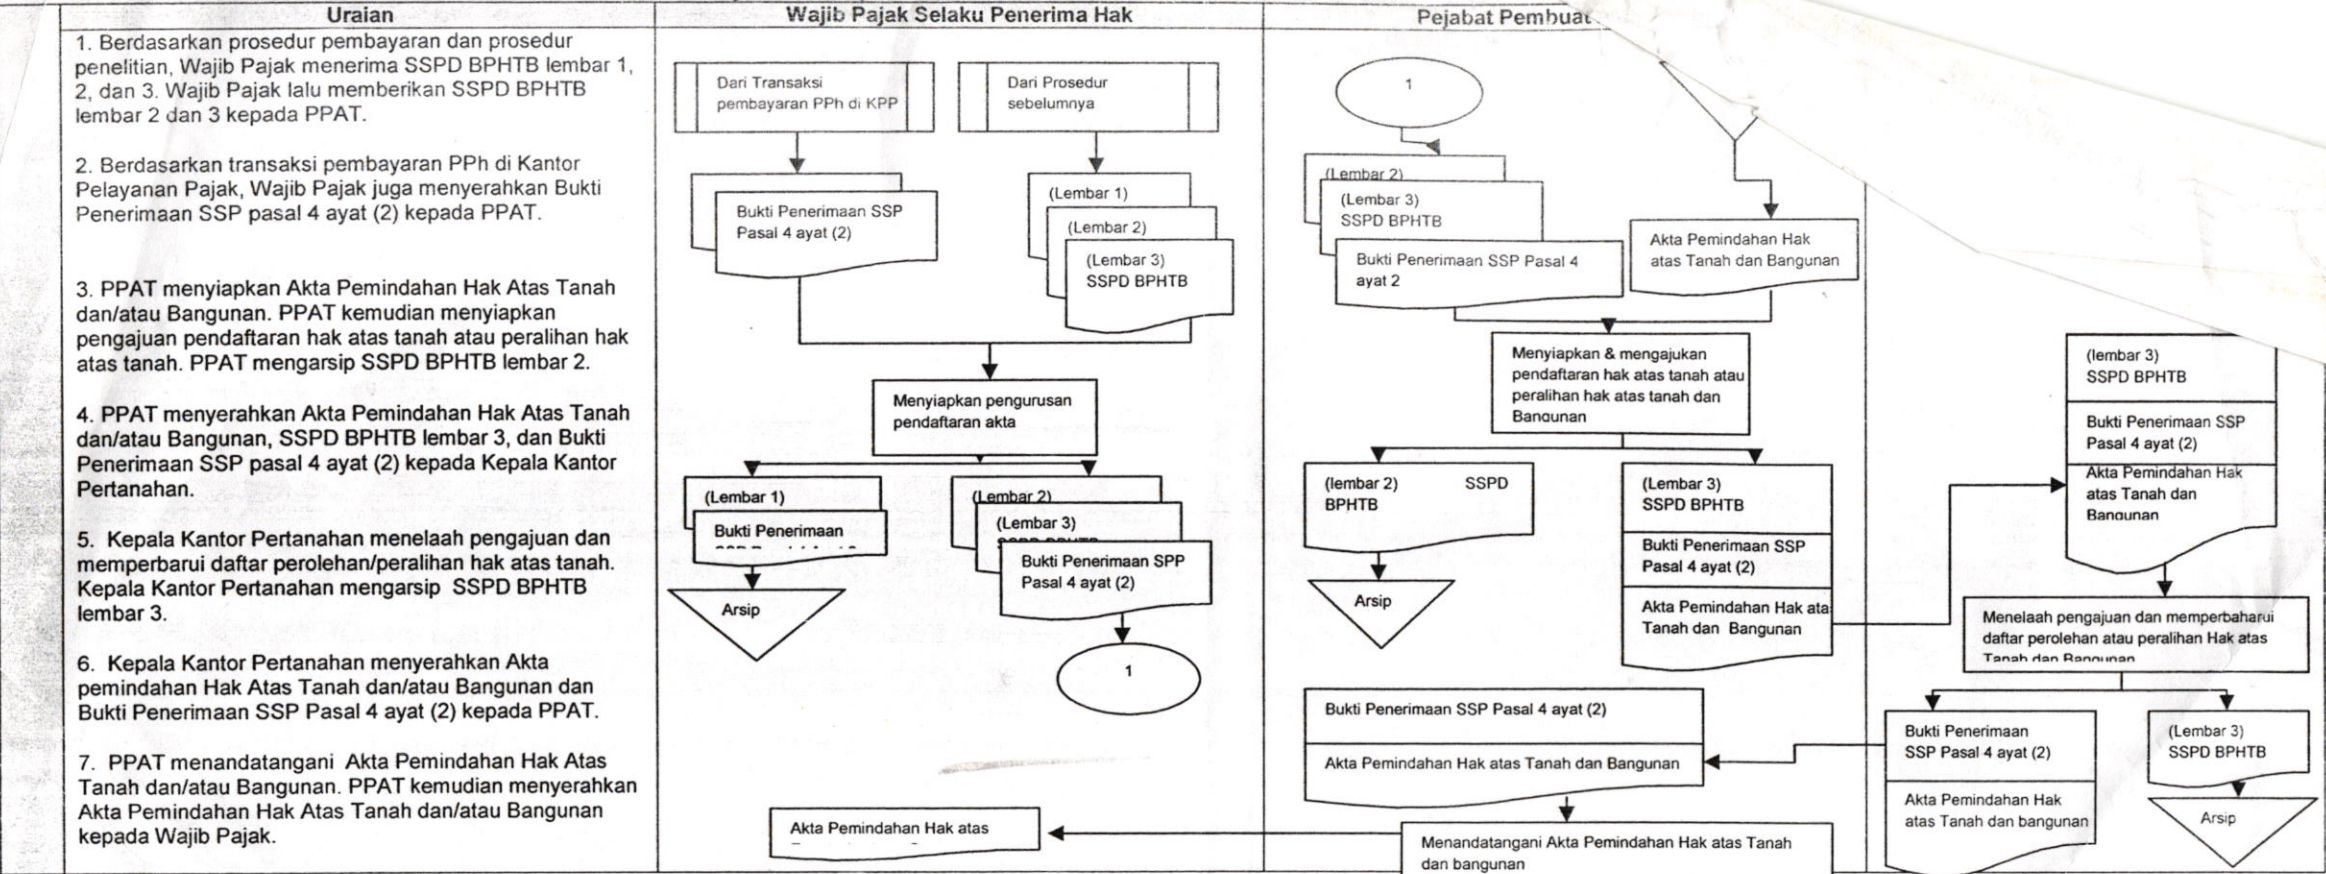 Uraian
1. Berdasarkan prosedur pembayaran dan prosedur
penelitian, Wajib Pajak menerima SSPD BPHTB lembar 1,
2, dan 3. Wajib Pajak lalu memberikan SSPD BPHTB
lembar 2 dan 3 kepada PPAT.
2. Berdasarkan transaksi pembayaran PPh di Kantor
Pelayanan Pajak, Wajib Pajak juga menyerahkan Bukti
Penerimaan SSP pasal 4 ayat (2) kepada PPAT.
3. PPAT menyiapkan Akta Pemindahan Hak Atas Tanah
dan/atau Bangunan. PPAT kemudian menyiapkan
pengajuan pendaftaran hak atas tanah atau peralihan hak
atas tanah. PPAT mengarsip SSPD BPHTB lembar 2.
4. PPAT menyerahkan Akta Pemindahan Hak Atas Tanah
dan/atau Bangunan, SSPD BPHTB lembar 3, dan Bukti
Penerimaan SSP pasal 4 ayat (2) kepada Kepala Kantor
Pertanahan.
5. Kepala Kantor Pertanahan menelaah pengajuan dan
memperbarui daftar perolehan/peralihan hak atas tanah.
Kepala Kantor Pertanahan mengarsip SSPD BPHTB
lembar 3.
6. Kepala Kantor Pertanahan menyerahkan Akta
pemindahan Hak Atas Tanah dan/atau Bangunan dan
Bukti Penerimaan SSP Pasal 4 ayat (2) kepada PPAT.
7. PPAT menandatangani Akta Pemindahan Hak Atas
Tanah dan/atau Bangunan. PPAT kemudian menyerahkan
Akta Pemindahan Hak Atas Tanah dan/atau Bangunan
kepada Wajib Pajak.
Wajib Pajak Selaku Penerima Hak
Dari Transaksi
pembayaran PPh di KPP
Dari Prosedur
sebelumnya
Bukti Penerimaan SSP
Pasal 4 ayat (2)
(Lembar 1)
(Lembar 2)
(Lembar 3)
SSPD BPHTB
Menyiapkan pengurusan
pendaftaran akta
(Lembar 1)
Bukti Penerimaan
Arsip
(Lembar 2)
(Lembar 3)
Bukti Penerimaan SPP
Pasal 4 ayat (2)
1
Akta Pemindahan Hak atas
Pejabat Pembuat
1
(Lembar 2)
(Lembar 3)
SSPD BPHTB
Bukti Penerimaan SSP Pasal 4
ayat 2
Akta Pemindahan Hak
atas Tanah dan Bangunan
Menyiapkan & mengajukan
pendaftaran hak atas tanah atau
peralihan hak atas tanah dan
Bangunan
(lembar 2) SSPD
BPHTB
Arsip
(Lembar 3)
SSPD BPHTB
Bukti Penerimaan SSP
Pasal 4 ayat (2)
Akta Pemindahan Hak ata
Tanah dan Bangunan
Bukti Penerimaan SSP Pasal 4 ayat (2)
Akta Pemindahan Hak atas Tanah dan Bangunan
Menandatangani Akta Pemindahan Hak atas Tanah
dan bangunan
(lembar 3)
SSPD BPHTB
Bukti Penerimaan SSP
Pasal 4 ayat (2)
Akta Pemindahan Hak
atas Tanah dan
Bangunan
Menelaah pengajuan dan memperbaharui
daftar perolehan atau peralihan Hak atas
Tanah dan Bangunan
Bukti Penerimaan
SSP Pasal 4 ayat (2)
Akta Pemindahan Hak
atas Tanah dan bangunan
(Lembar 3)
SSPD BPHTB
Arsip